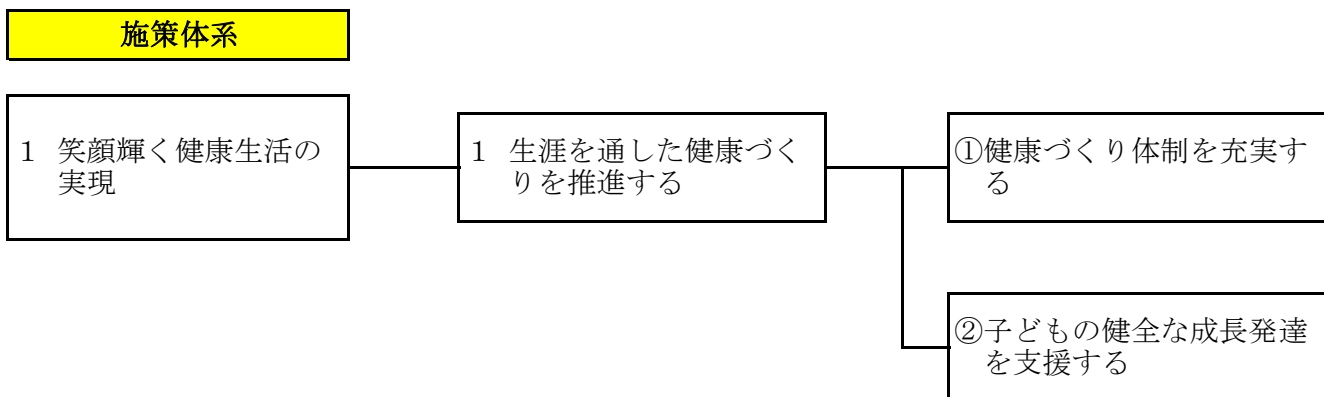 施策体系
1 笑顔輝く健康生活の
実現
1 生涯を通した健康づく
りを推進する
①健康づくり体制を充実す
る
②子どもの健全な成長発達
を支援する